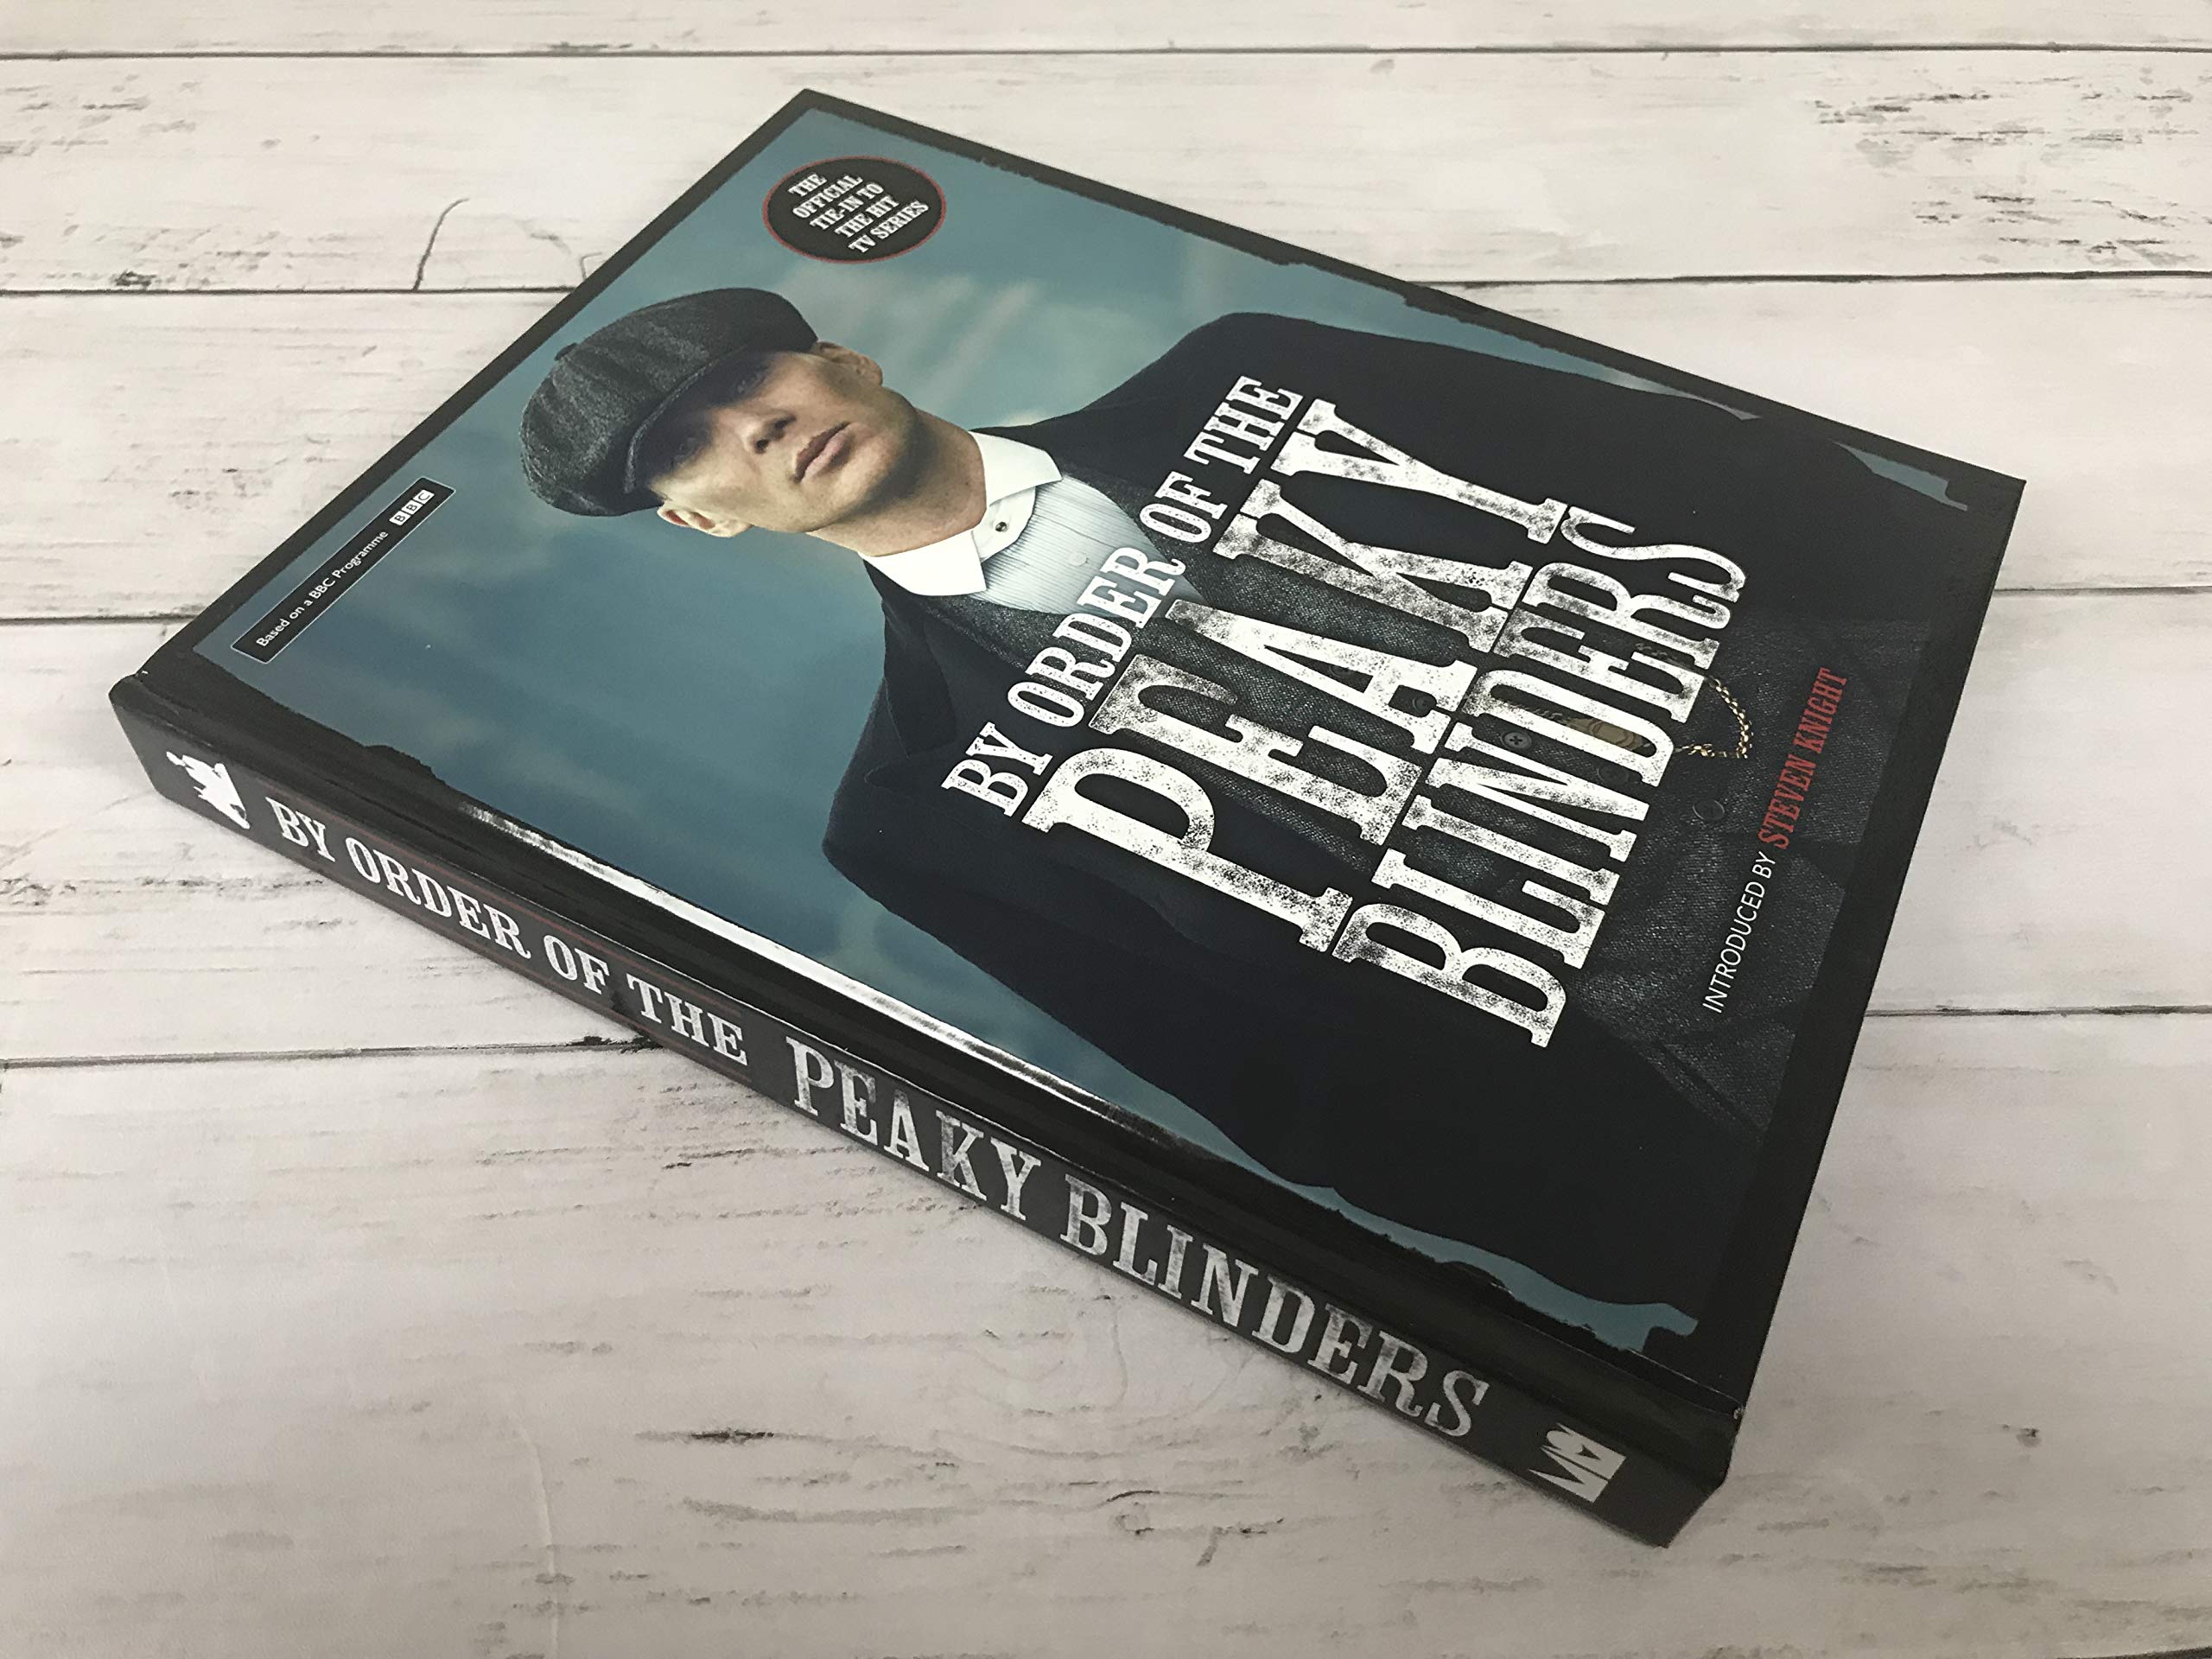 THE
OFFICIAL
TIE-IN TO
THE HIT
TV SERIES
Based on a BBC Programme BBC
BY ORDER OF THE
PEAKY
BLINDERS
INTRODUCED BY STEVEN KNIGHT
BY ORDER OF THE PEAKY BLINDERS